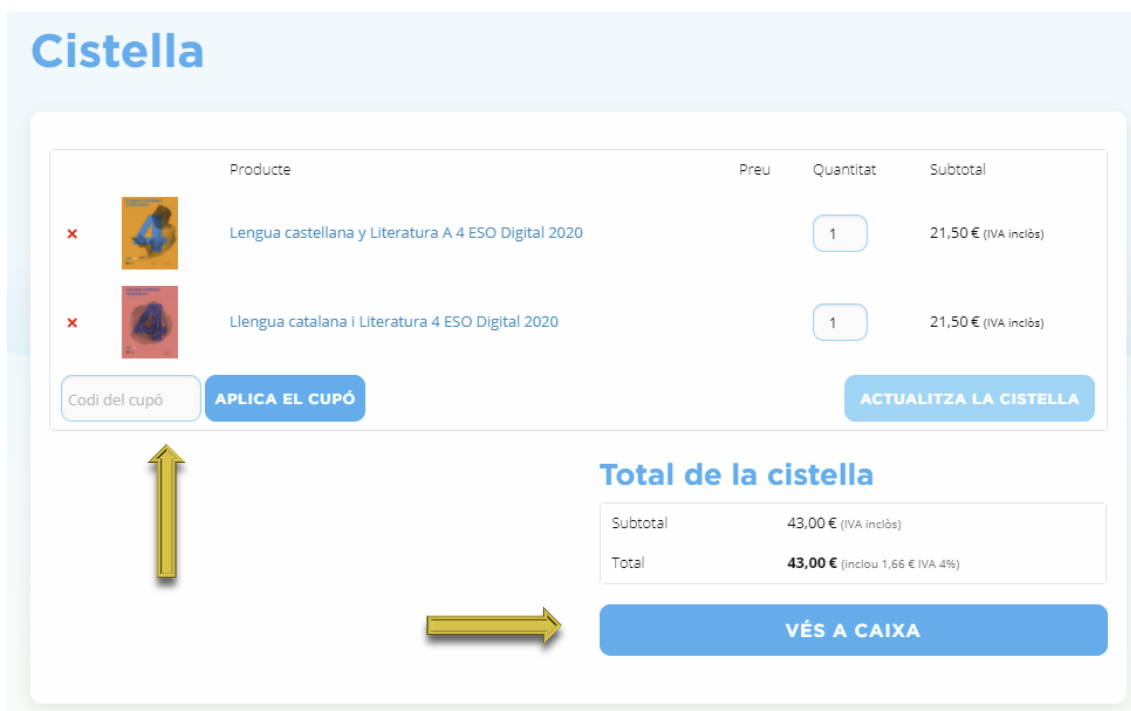 Cistella
Producte Preu Quantitat Subtotal
× Lengua castellana y Literatura A 4 ESO Digital 2020 1 21,50 € (IVA inclòs)
4
× Llengua catalana i Literatura 4 ESO Digital 2020 1 21,50 € (IVA inclòs)
4
Codi del cupó APLICA EL CUPÓ ACTUALITZA LA CISTELLA
Total de la cistella
Subtotal 43,00 € (IVA inclòs)
Total 43,00 € (inclou 1,66 € IVA 4%)
VÉS A CAIXA